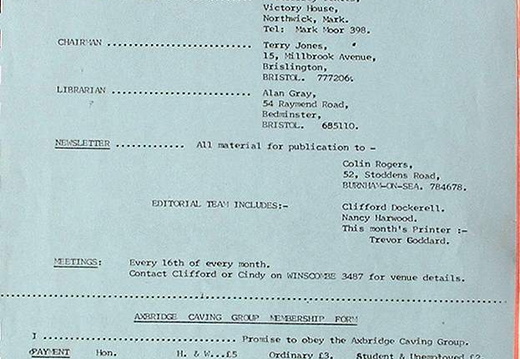 Victory House,
Northwick, Mark.
Tel: Mark Moor 398.
CHAIRMAN .......................... Terry Jones,
15, Millbrook Avenue,
Brislington,
BRISTOL. 777206.
LIBRARIAN ......................... Alan Gray,
54 Raymend Road,
Bedminster,
BRISTOL. 685110.
NEWSLETTER ............ All material for publication to -
Colin Rogers,
52, Stoddens Road,
BURNHAM-ON-SEA. 784678.
EDITORIAL TEAM INCLUDES:- Clifford Dockerell.
Nancy Harwood.
This month's Printer :-
Trevor Goddard.
MEETINGS: Every 16th of every month.
Contact Clifford or Cindy on WINSCOMBE 3487 for venue details.
AXBRIDGE CAVING GROUP MEMBERSHIP FORM
I .................................. Promise to obey the Axbridge Caving Group.
PAYMENT Hon. H. & W...£5 Ordinary £3. Student &